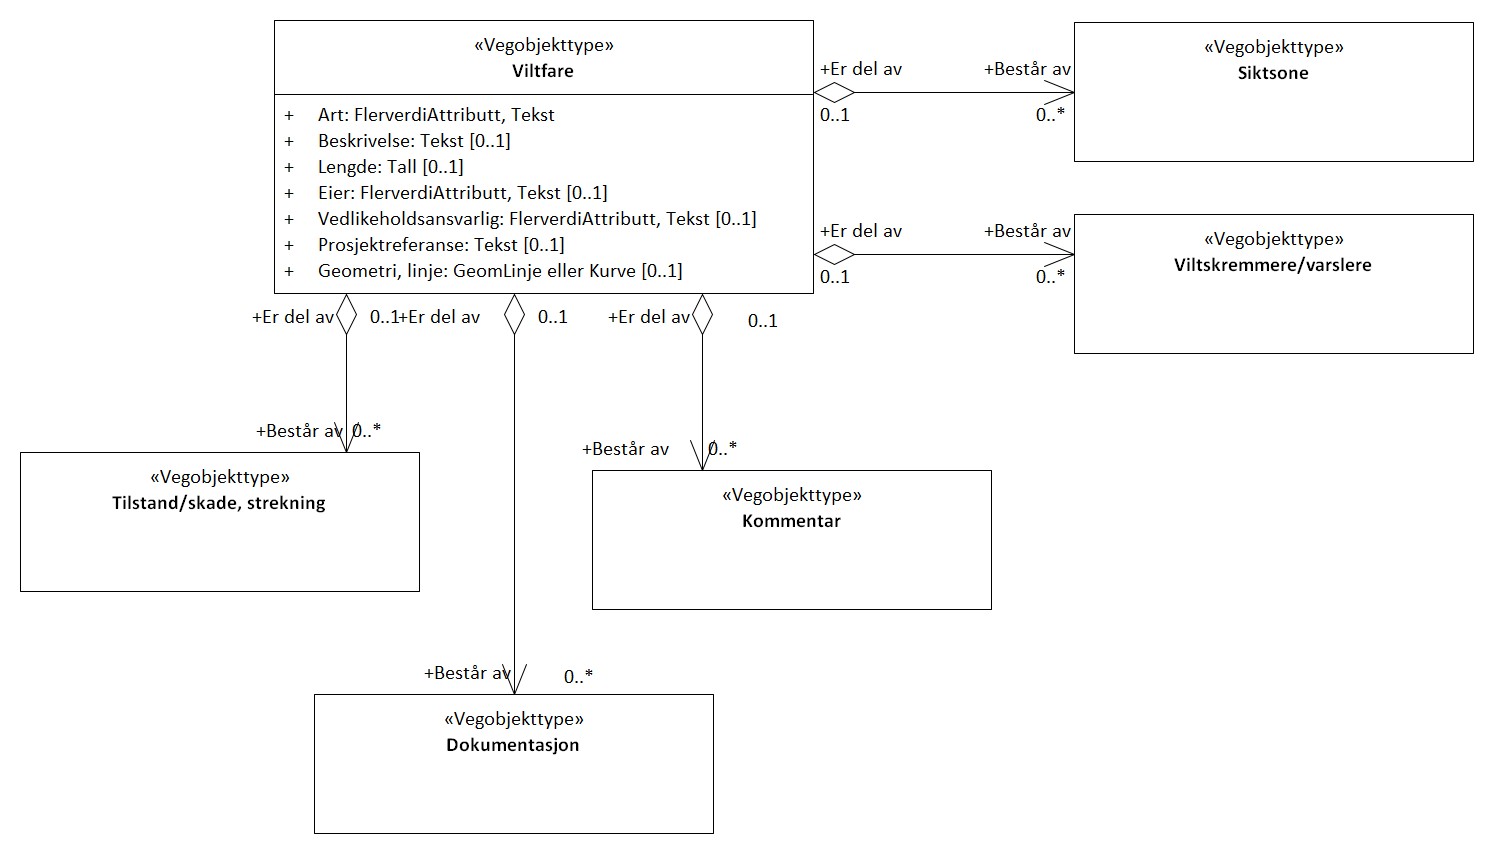 «Vegobjekttype»
Viltfare
+ Art: FlerverdiAttributt, Tekst
+ Beskrivelse: Tekst [0..1]
+ Lengde: Tall [0..1]
+ Eier: FlerverdiAttributt, Tekst [0..1]
+ Vedlikeholdsansvarlig: FlerverdiAttributt, Tekst [0..1]
+ Prosjektreferanse: Tekst [0..1]
+ Geometri, linje: GeomLinje eller Kurve [0..1]
+Er del av
+Består av
0..1
0..*
«Vegobjekttype»
Siktsone
+Er del av
+Består av
0..1
0..*
«Vegobjekttype»
Viltskremmere/varslere
+Er del av
0..1
+Er del av
0..1
+Er del av
0..1
+Består av
0..*
+Består av
0..*
«Vegobjekttype»
Tilstand/skade, strekning
«Vegobjekttype»
Kommentar
+Består av
0..*
«Vegobjekttype»
Dokumentasjon